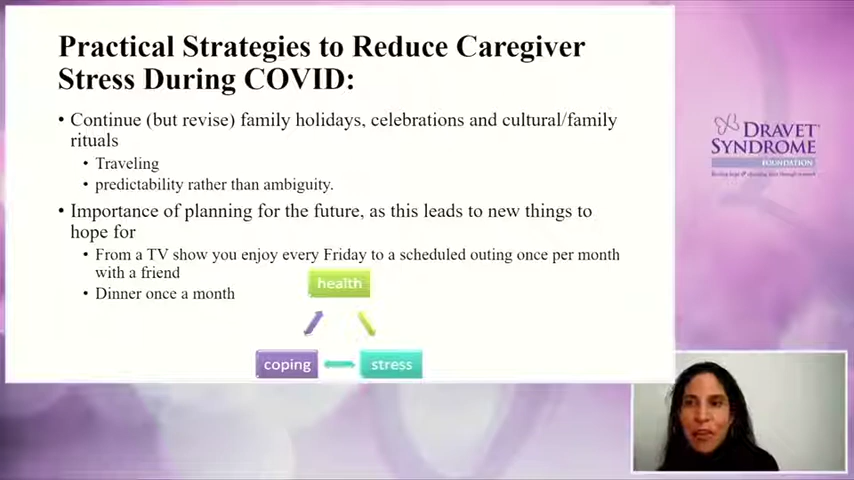 Practical Strategies to Reduce Caregiver
Stress During COVID:
• Continue (but revise) family holidays, celebrations and cultural/family
rituals
• Traveling
• predictability rather than ambiguity.
• Importance of planning for the future, as this leads to new things to
hope for
• From a TV show you enjoy every Friday to a scheduled outing once per month
with a friend
• Dinner once a month
health
coping
stress
DRAVET
SYNDROME
FOUNDATION